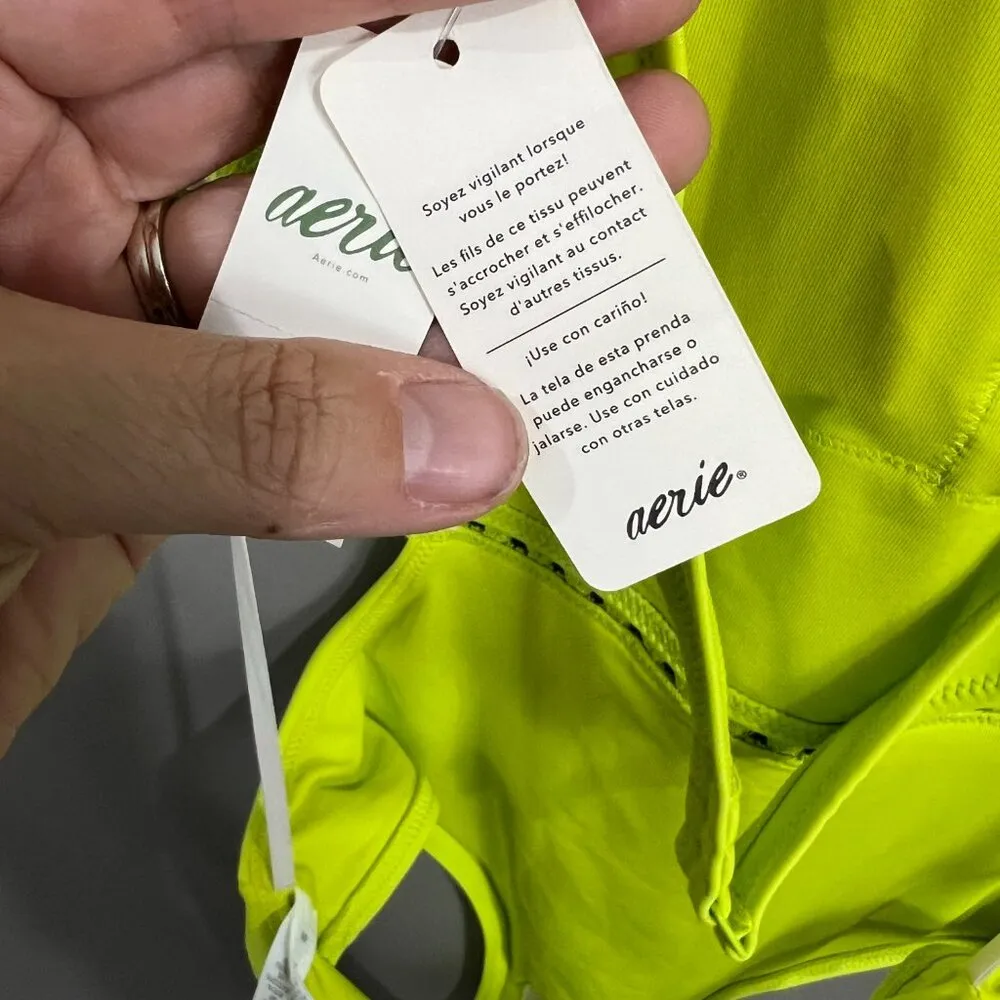 aerie
Aerie.com
Soyez vigilant lorsque
vous le portez!
Les fils de ce tissu peuvent
s'accrocher et s'effilocher.
Soyez vigilant au contact
d'autres tissus.
¡Use con cariño!
La tela de esta prenda
puede engancharse o
jalarse. Use con cuidado
con otras telas.
aerie®